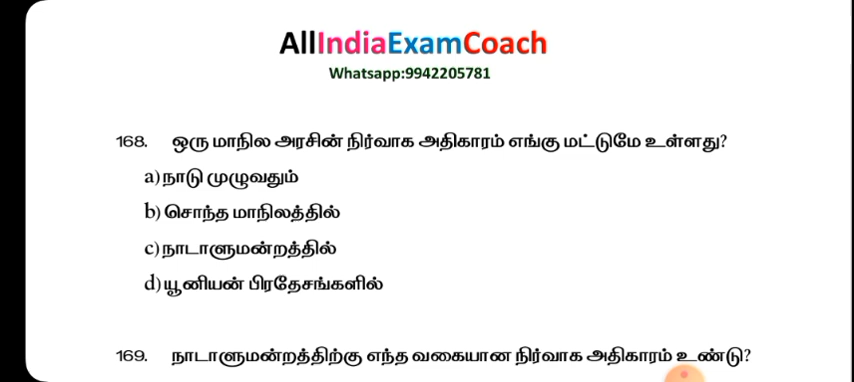 AllIndiaExamCoach
Whatsapp:9942205781
168. ஒரு மாநில அரசின் நிர்வாக அதிகாரம் எங்கு மட்டுமே உள்ளது?
a) நாடு முழுவதும்
b) சொந்த மாநிலத்தில்
c) நாடாளுமன்றத்தில்
d) யூனியன் பிரதேசங்களில்
169. நாடாளுமன்றத்திற்கு எந்த வகையான நிர்வாக அதிகாரம் உண்டு?